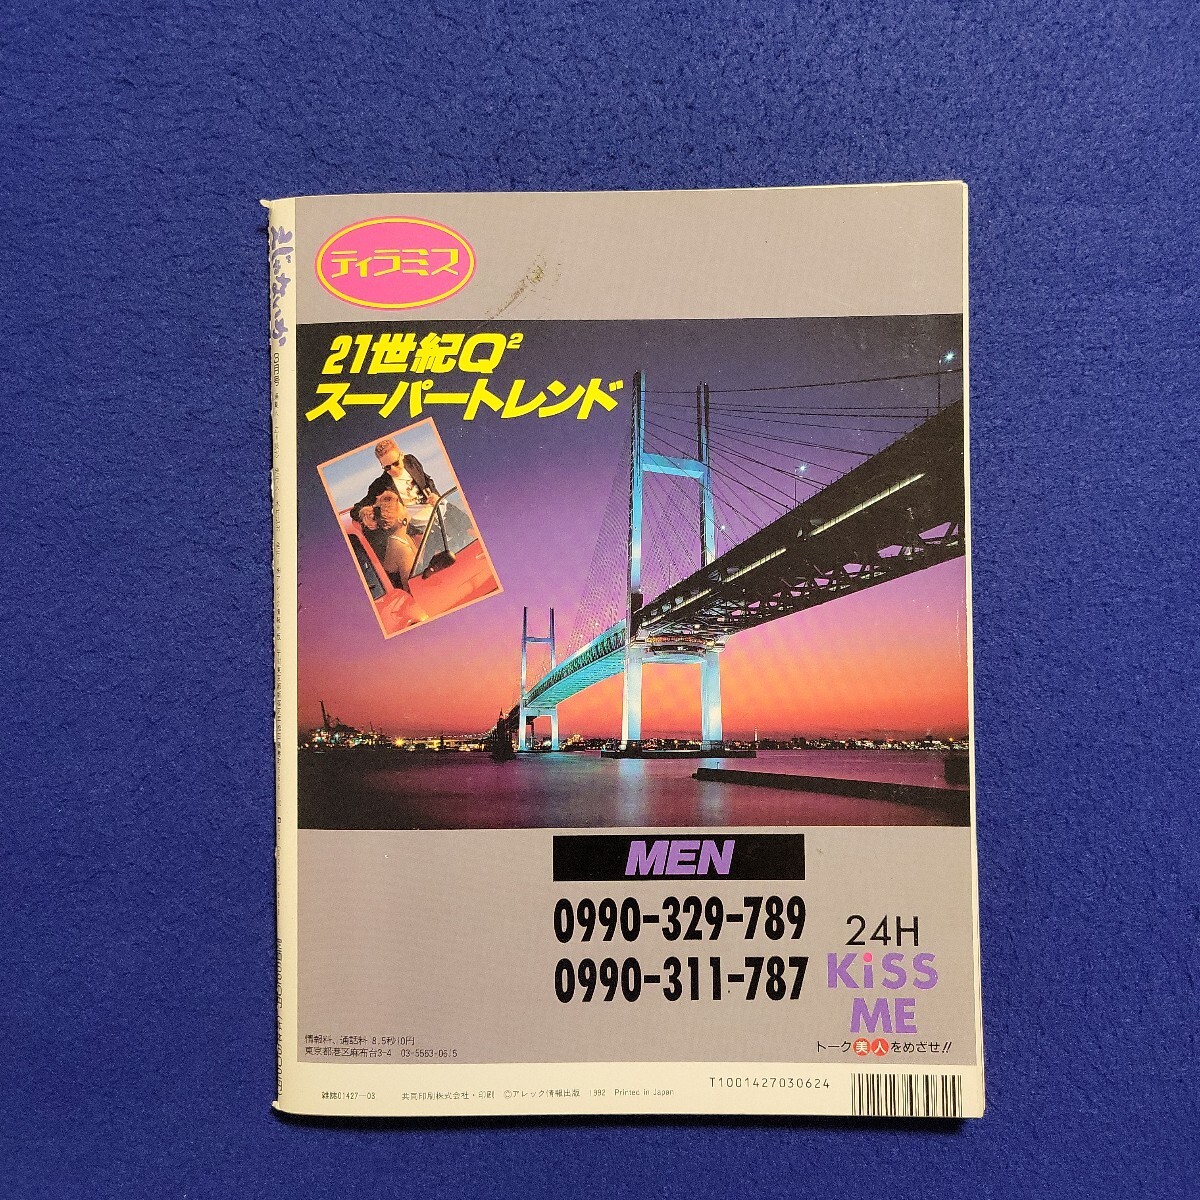 ティラミス
21世紀Q²
スーパートレンド
MEN
0990-329-789
0990-311-787
24H
KiSS
ME
トーク美人をめざせ!!
情報料、通話料 8.5秒10円
東京都港区麻布台3-4 03-5563-0615
T1001427030624
雑誌01427-08 共同印刷株式会社・印刷 ©アレック情報出版 1992 Printed in Japan